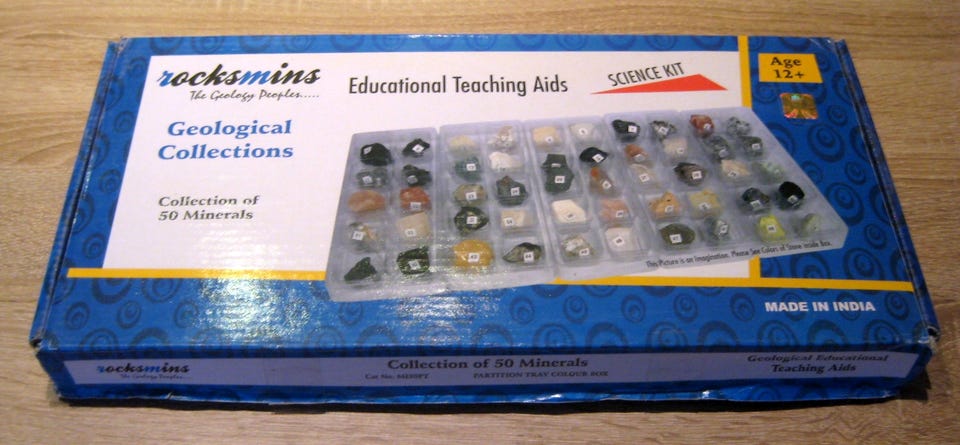 rocksmins
The Geology Peoples.....
Educational Teaching Aids
SCIENCE KIT
Age
12+
Geological
Collections
Collection of
50 Minerals
This Picture is an Imagination. Please See Colors of Stone inside Box.
MADE IN INDIA
rocksmins
The Geology Peoples...
Collection of 50 Minerals
Cat No.
PARTITION TRAY COLOUR BOX
Geological Educational
Teaching Aids